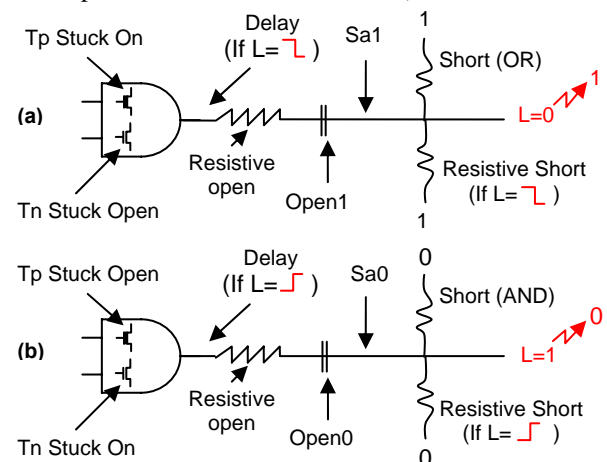 Tp Stuck On
Delay
(If L= )
Sa1
1
Short (OR)
(a)
L=0
1
Resistive
open
Open1
Resistive Short
(If L= )
Tn Stuck Open
1
Tp Stuck Open
Delay
(If L= )
Sa0
0
Short (AND)
(b)
L=1
0
Resistive
open
Open0
Resistive Short
(If L= )
Tn Stuck On
0